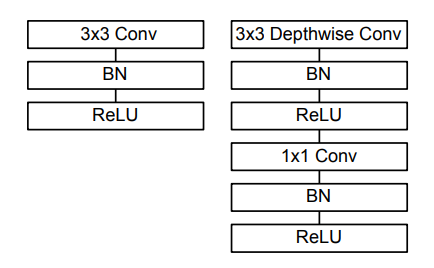 3x3 Conv
BN
ReLU
3x3 Depthwise Conv
BN
ReLU
1x1 Conv
BN
ReLU